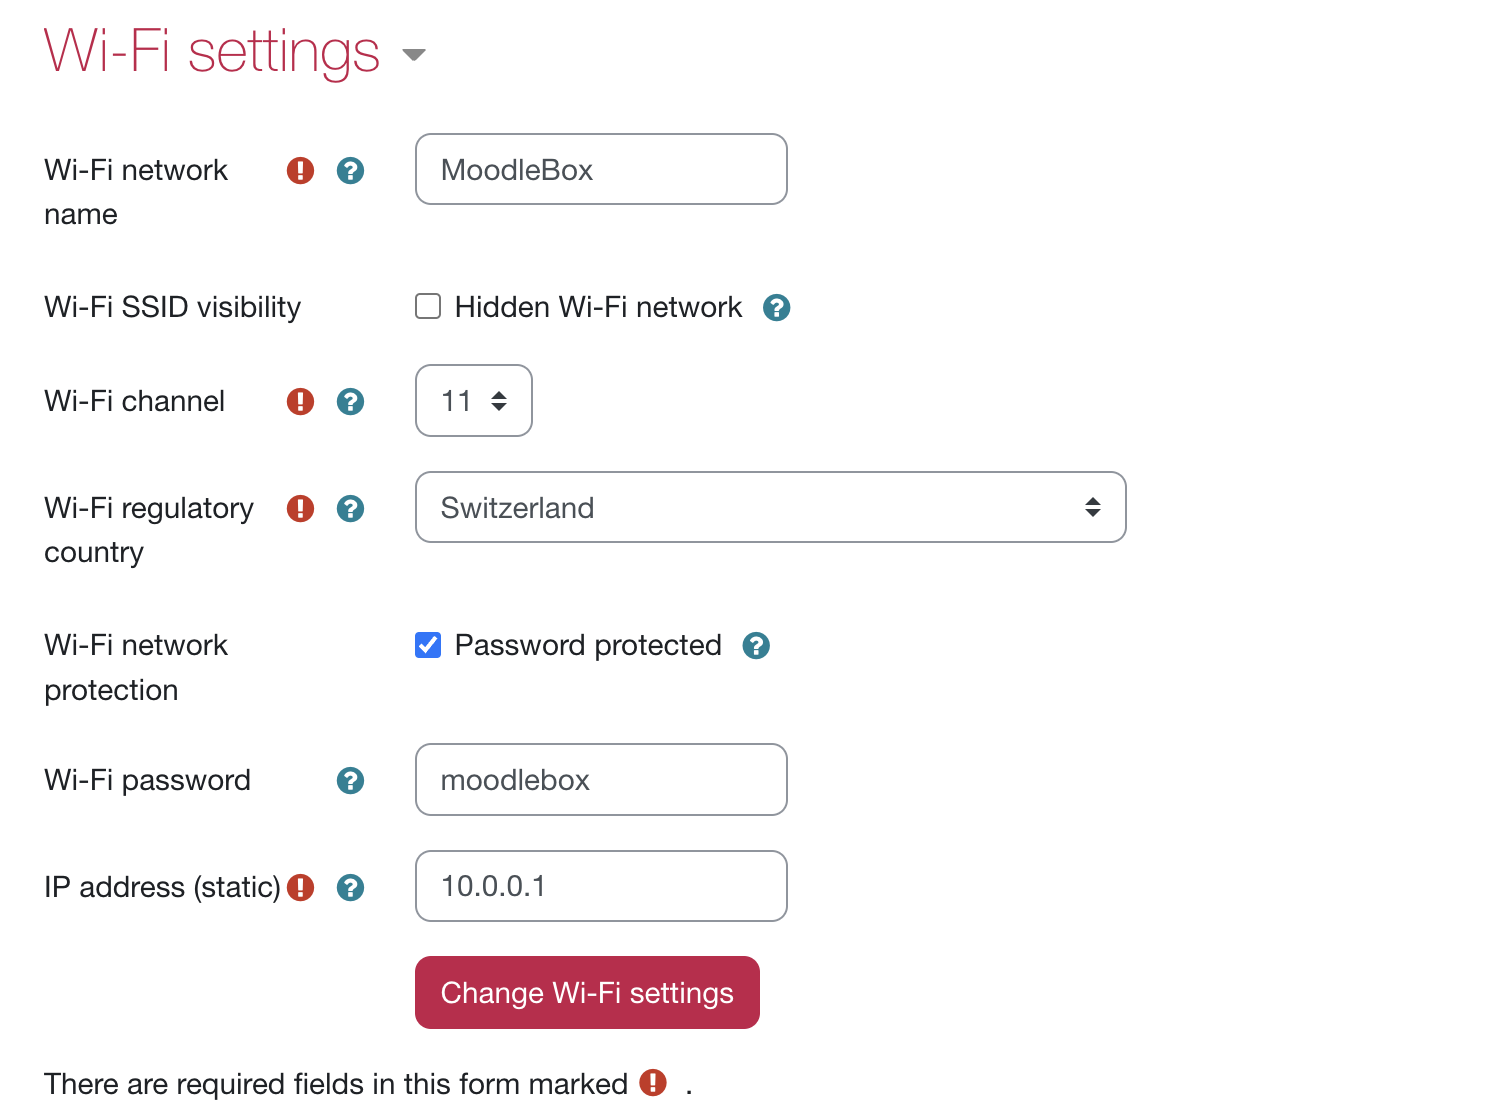 Wi-Fi settings
Wi-Fi network name
MoodleBox
Wi-Fi SSID visibility
Hidden Wi-Fi network
Wi-Fi channel
11
Wi-Fi regulatory country
Switzerland
Wi-Fi network protection
Password protected
Wi-Fi password
moodlebox
IP address (static)
10.0.0.1
Change Wi-Fi settings
There are required fields in this form marked .